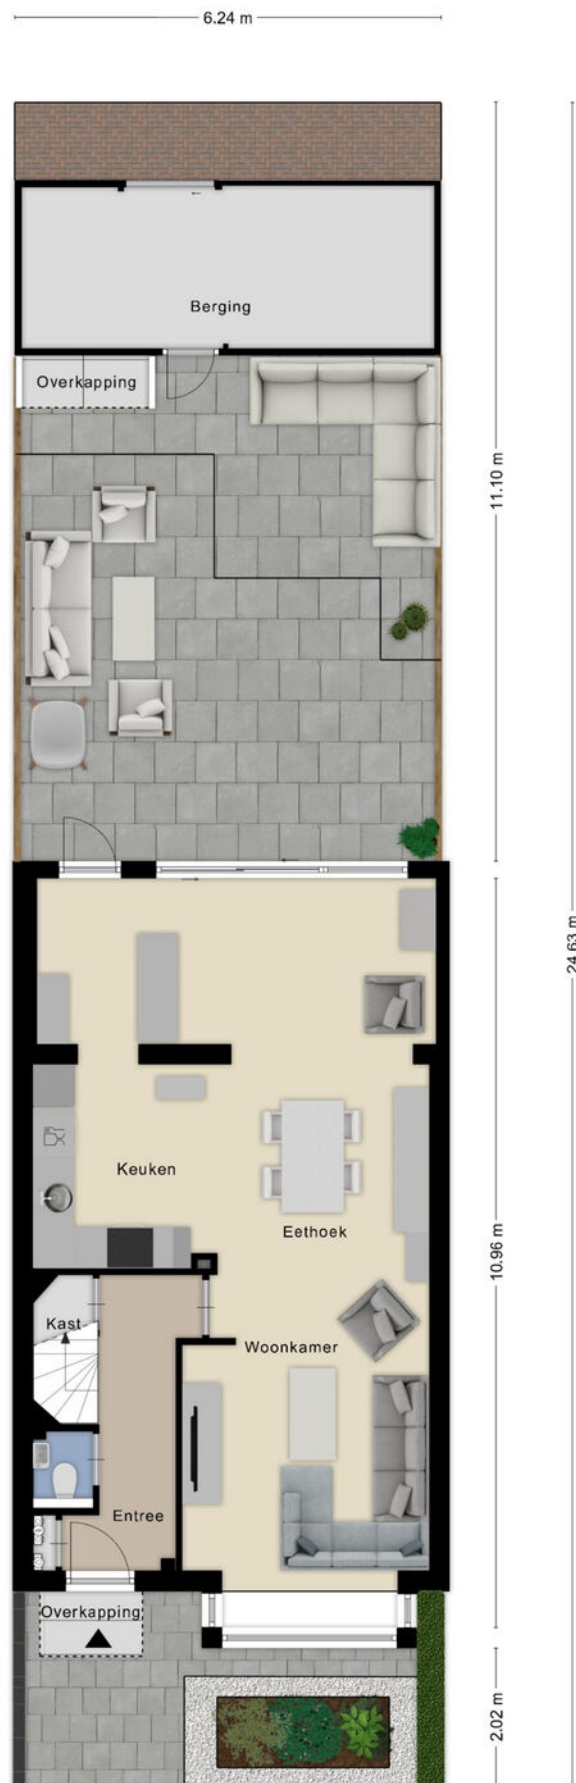 6.24 m
Berging
Overkapping
11.10 m
Keuken
Eethoek
10.96 m
24.63 m
Kast
Woonkamer
Entree
Overkapping
2.02 m